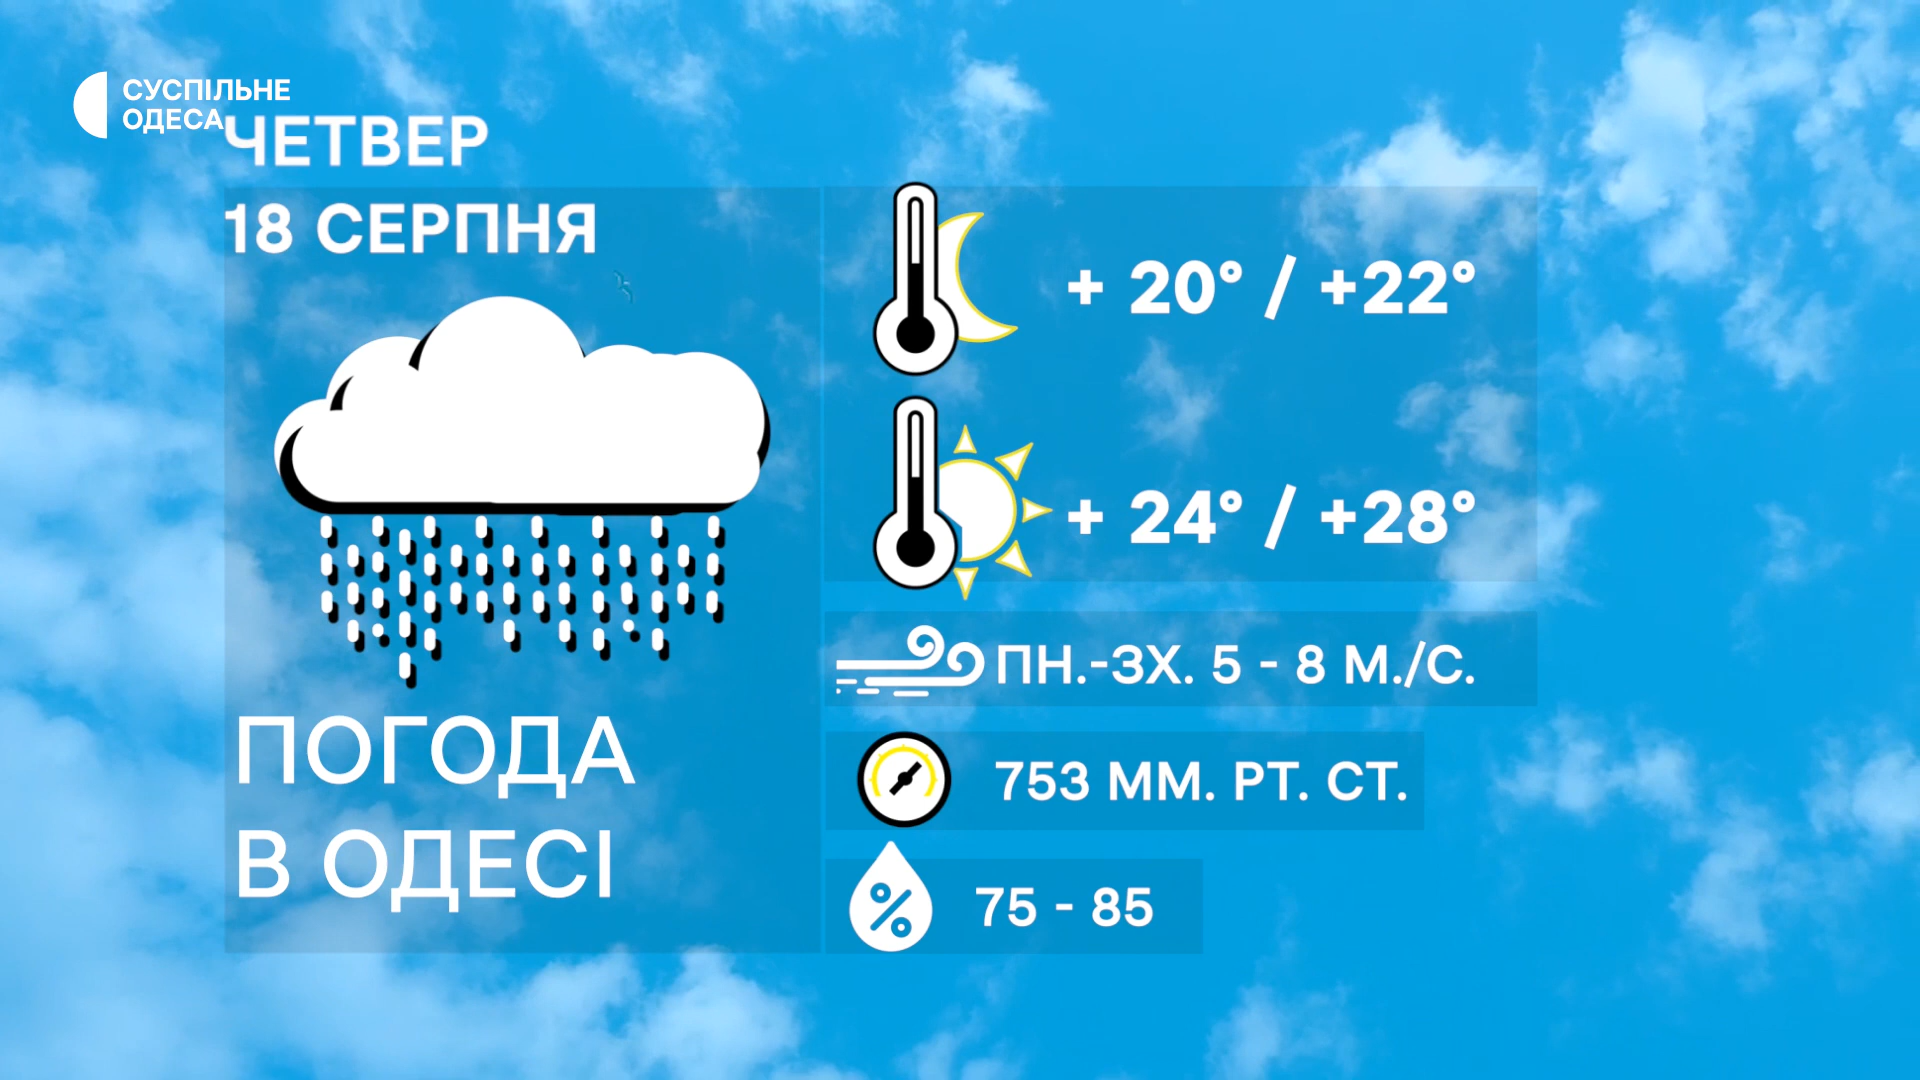 СУСПІЛЬНЕ
ОДЕСА
ЧЕТВЕР
18 СЕРПНЯ
+ 20° / +22°
+ 24° / +28°
ПН.-ЗХ. 5 - 8 М./С.
753 ММ. РТ. СТ.
% 75 - 85
ПОГОДА
В ОДЕСІ